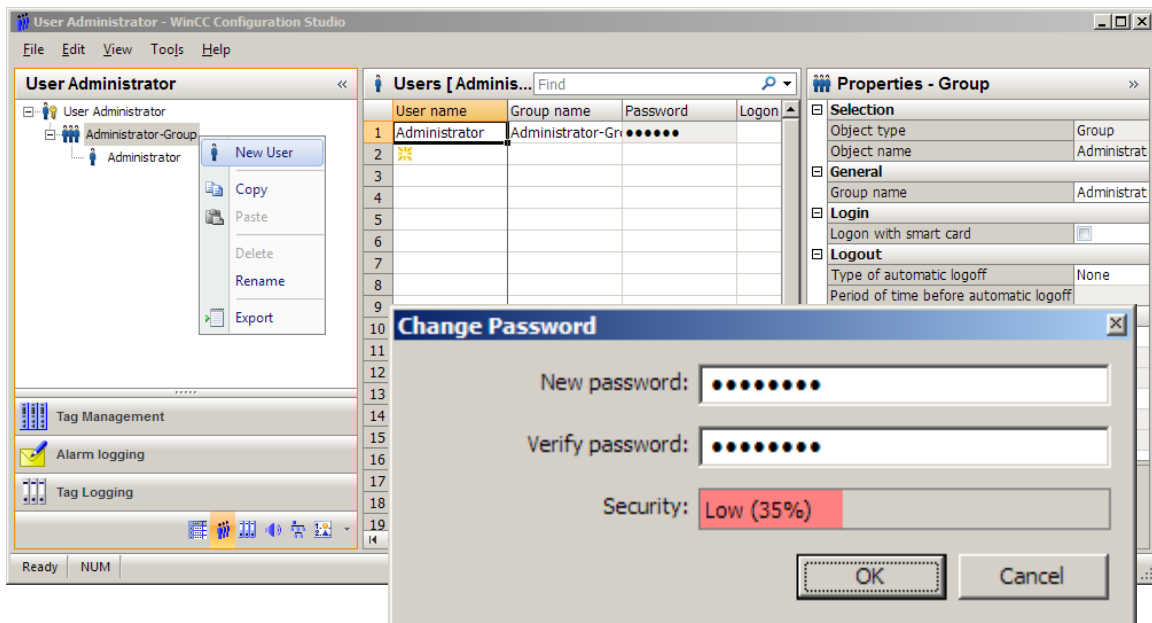 User Administrator - WinCC Configuration Studio
File Edit View Tools Help
User Administrator «
User Administrator
Administrator-Group
Administrator
New User
Copy
Paste
Delete
Rename
Export
Tag Management
Alarm logging
Tag Logging
Ready NUM
Users [ Adminis... Find
User name Group name Password Logon
1 Administrator Administrator-Gr ●●●●●●
2
3
4
5
6
7
8
9
10
11
12
13
14
15
16
17
18
19
Properties - Group »
Selection
Object type Group
Object name Administrat
General
Group name Administrat
Login
Logon with smart card
Logout
Type of automatic logoff None
Period of time before automatic logoff
Change Password
New password: ●●●●●●●●
Verify password: ●●●●●●●●
Security: Low (35%)
OK Cancel